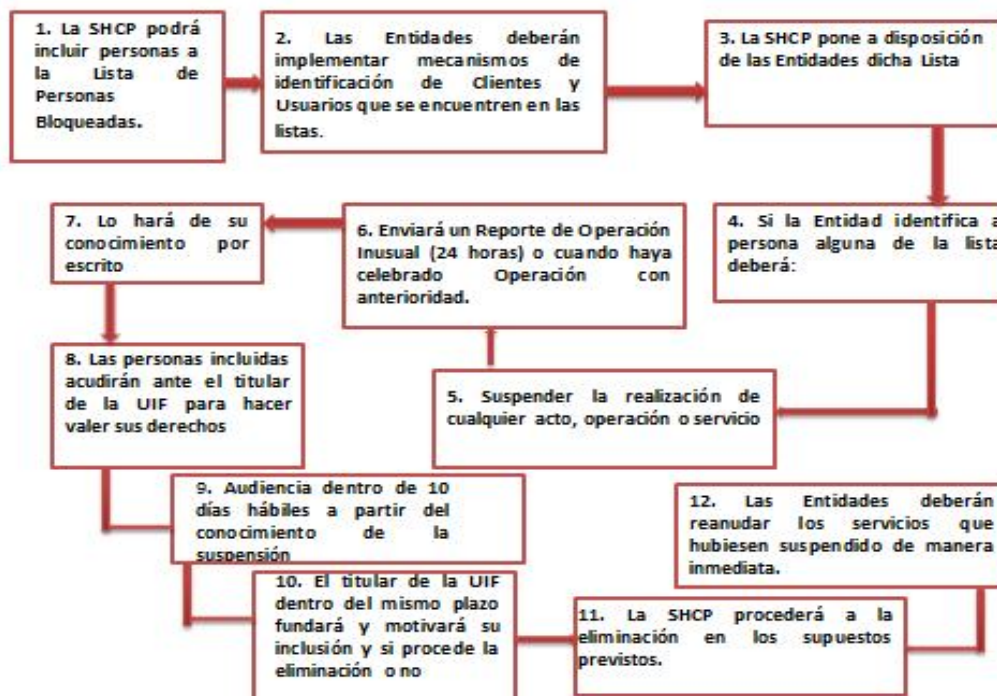 1. La SHCP podrá
incluir personas a
la Lista de
Personas
Bloqueadas.
2. Las Entidades deberán
implementar mecanismos de
identificación de Clientes y
Usuarios que se encuentren en las
listas.
3. La SHCP pone a disposición
de las Entidades dicha Lista
4. Si la Entidad identifica a
persona alguna de la lista
deberá:
5. Suspender la realización de
cualquier acto, operación o servicio
6. Enviará un Reporte de Operación
Inusual (24 horas) o cuando haya
celebrado Operación con
anterioridad.
7. Lo hará de su
conocimiento por
escrito
8. Las personas incluidas
acudirán ante el titular
de la UIF para hacer
valer sus derechos
9. Audiencia dentro de 10
días hábiles a partir del
conocimiento de la
suspensión
10. El titular de la UIF
dentro del mismo plazo
fundará y motivará su
inclusión y si procede la
eliminación o no
11. La SHCP procederá a la
eliminación en los supuestos
previstos.
12. Las Entidades deberán
reanudar los servicios que
hubiesen suspendido de manera
inmediata.